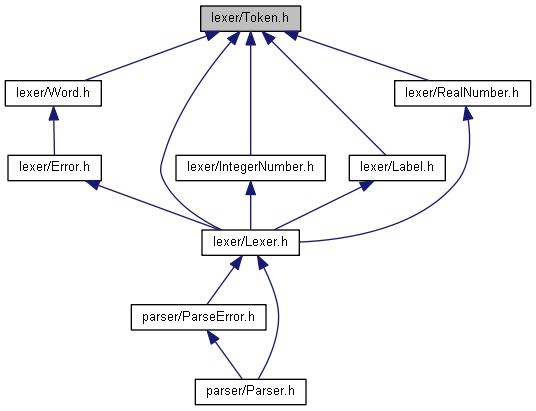 lexer/Token.h
lexer/Word.h
lexer/RealNumber.h
lexer/Error.h
lexer/IntegerNumber.h
lexer/Label.h
lexer/Lexer.h
parser/ParseError.h
parser/Parser.h